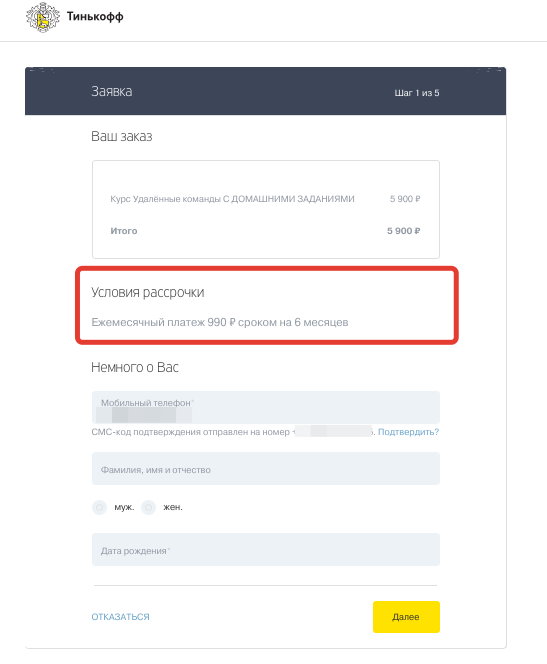 Тинькофф
Заявка
Шаг 1 из 5
Ваш заказ
Курс Удалённые команды С ДОМАШНИМИ ЗАДАНИЯМИ 5 900 ₽
Итого 5 900 ₽
Условия рассрочки
Ежемесячный платеж 990 ₽ сроком на 6 месяцев
Немного о Вас
Мобильный телефон*
СМС-код подтверждения отправлен на номер . Подтвердить?
Фамилия, имя и отчество
муж. жен.
Дата рождения*
ОТКАЗАТЬСЯ
Далее